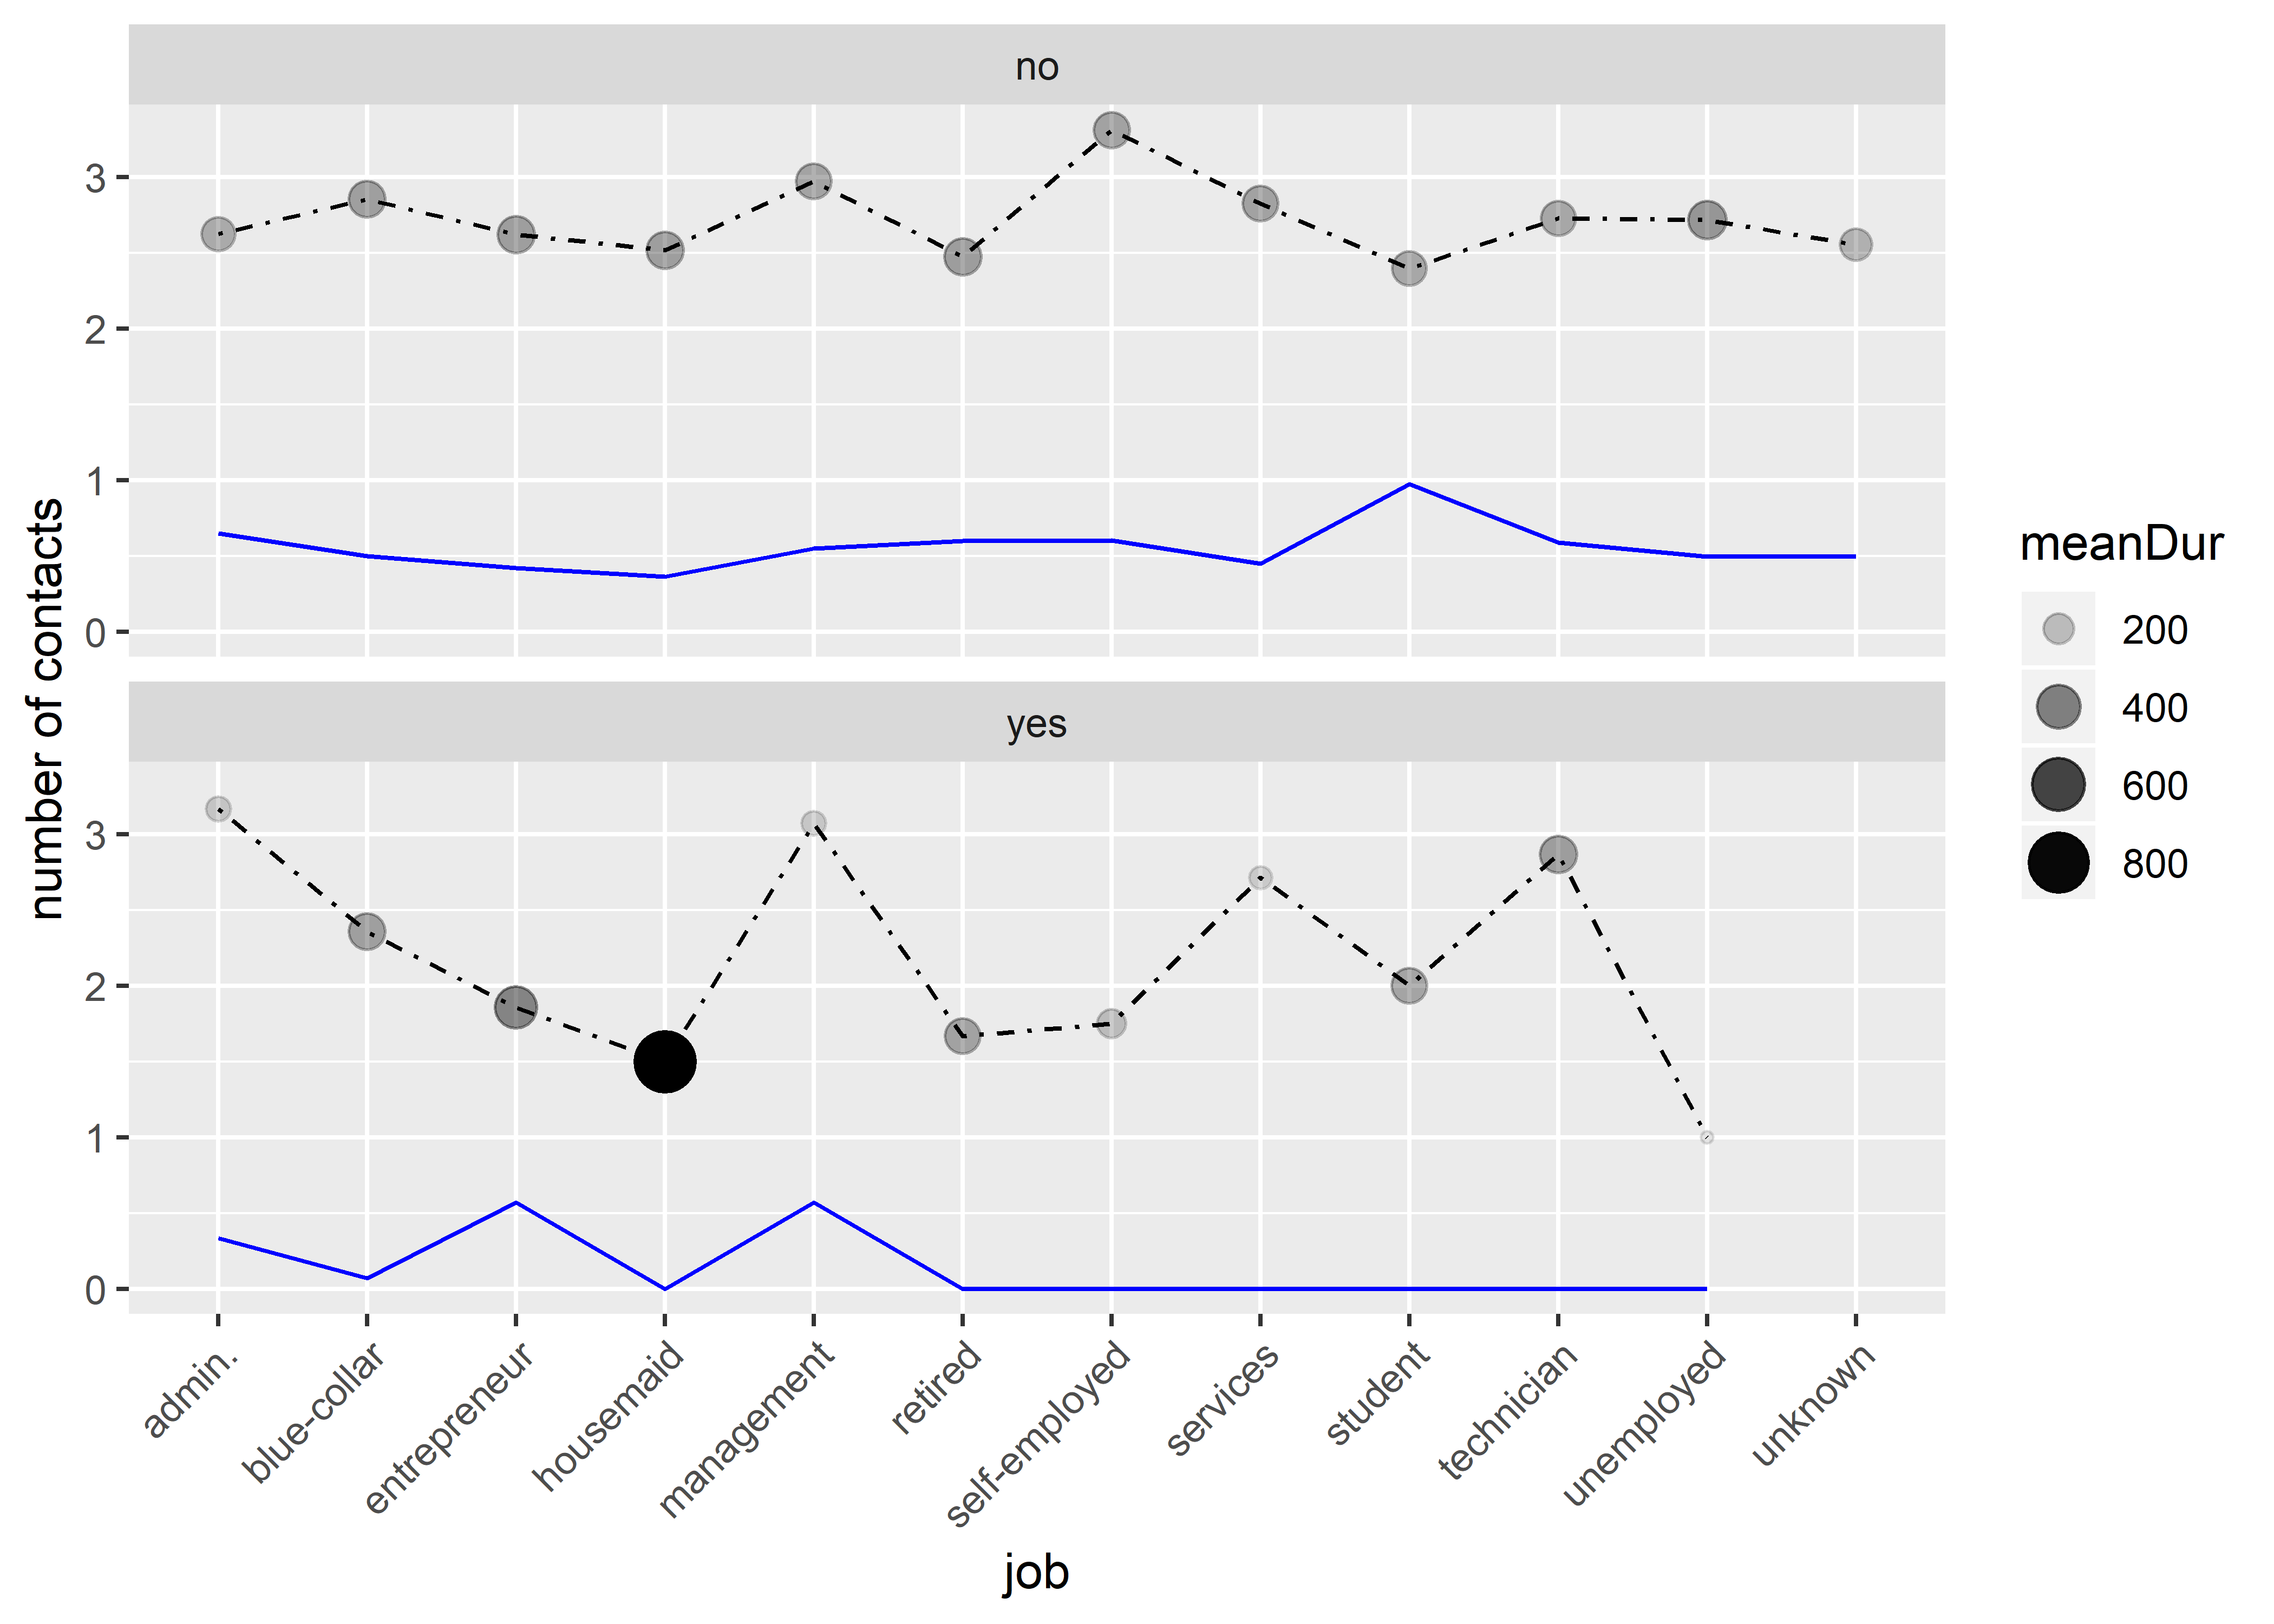 no
3
2
1
0
number of contacts
yes
3
2
1
0
admin.
blue-collar
entrepreneur
housemaid
management
retired
self-employed
services
student
technician
unemployed
unknown
job
meanDur
200
400
600
800